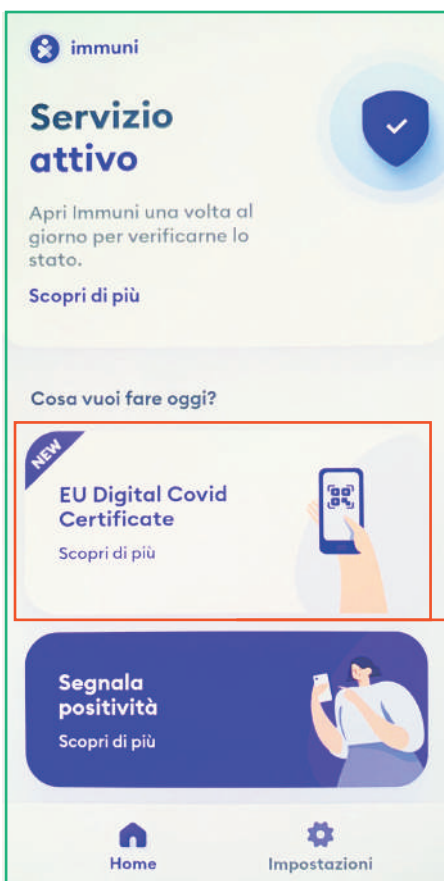 immuni
Servizio
attivo
Apri Immuni una volta al
giorno per verificarne lo
stato.
Scopri di più
Cosa vuoi fare oggi?
NEW
EU Digital Covid
Certificate
Scopri di più
Segnala
positività
Scopri di più
Home
Impostazioni